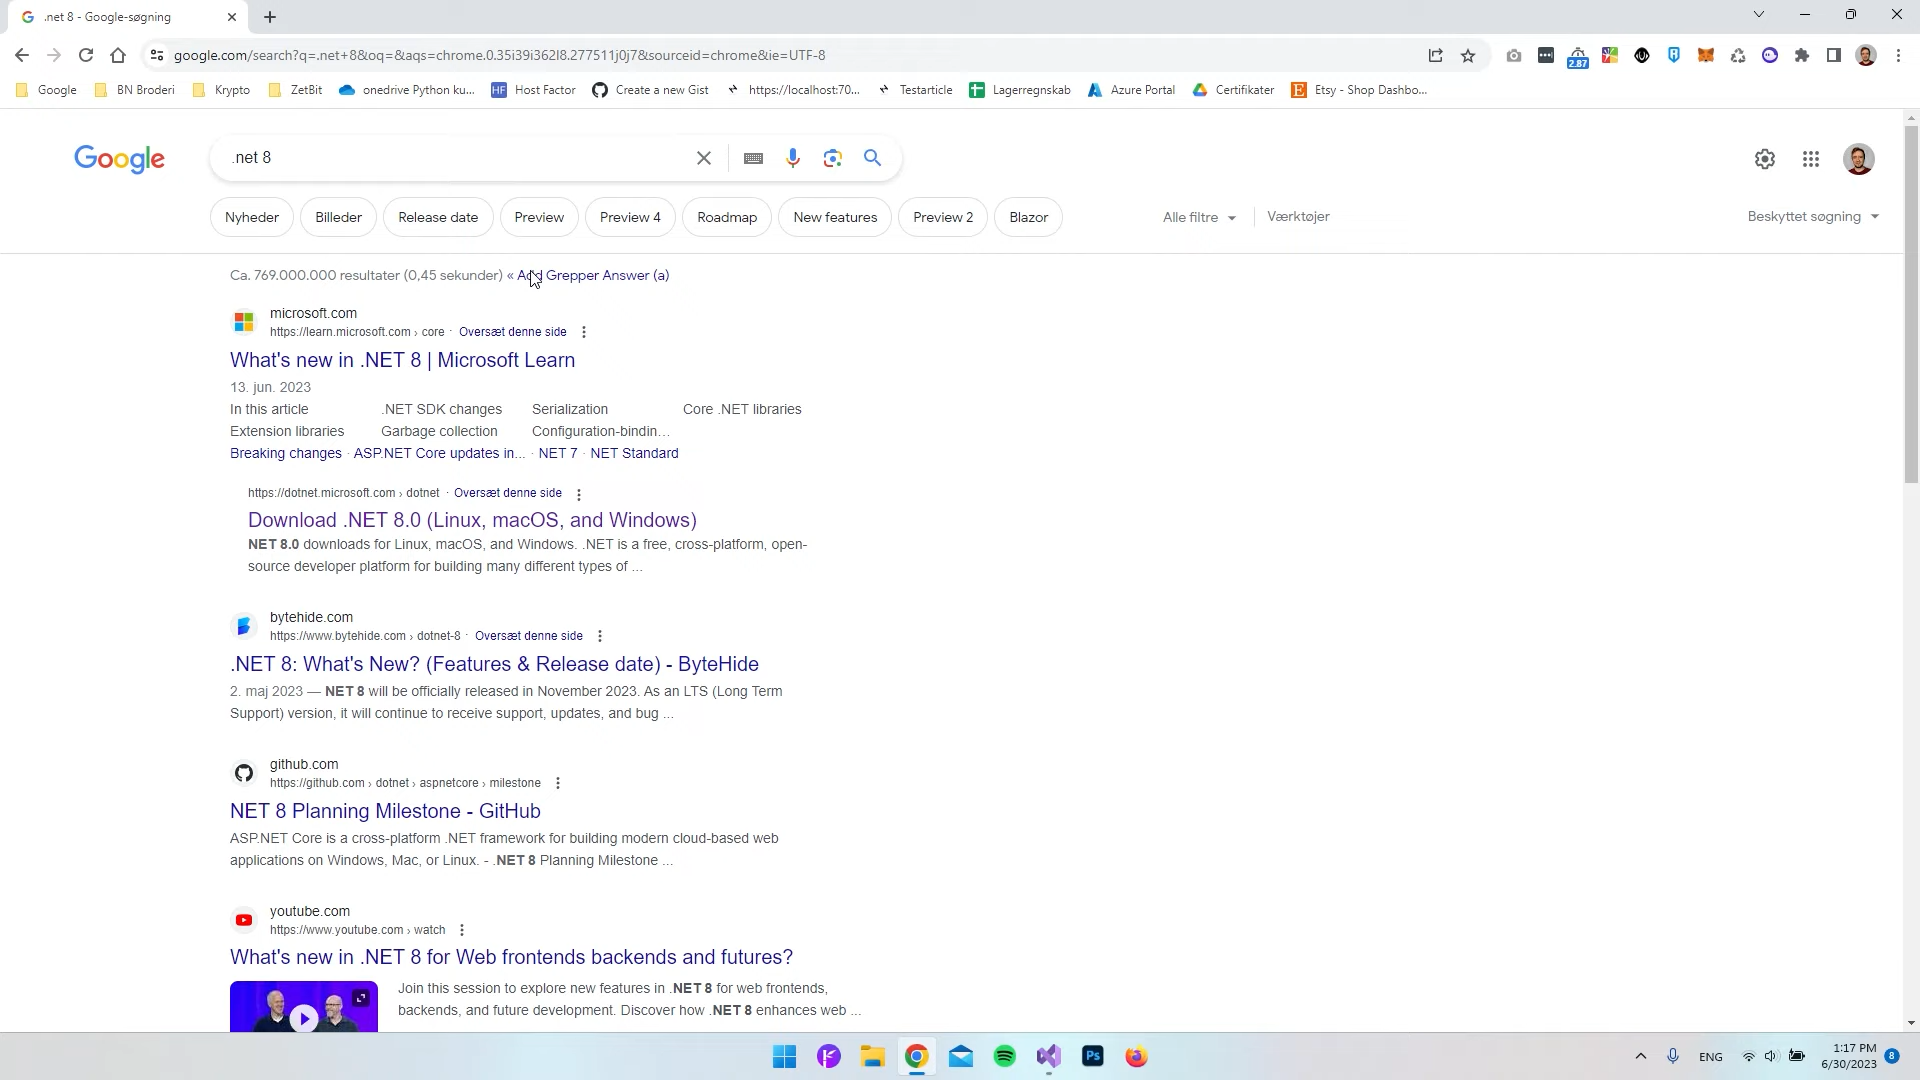 .net 8 - Google-søgning
google.com/search?q=.net+8&oq=&aqs=chrome.0.35i39i362l8.277511j0j7&sourceid=chrome&ie=UTF-8
2.87
Google
BN Broderi
Krypto
ZetBit
onedrive Python ku...
HF
Host Factor
Create a new Gist
https://localhost:70...
Testarticle
Lagerregnskab
Azure Portal
Certifikater
E
Etsy - Shop Dashbo...
Google
.net 8
Nyheder
Billeder
Release date
Preview
Preview 4
Roadmap
New features
Preview 2
Blazor
Alle filtre
Værktøjer
Beskyttet søgning
Ca. 769.000.000 resultater (0,45 sekunder) « Add Grepper Answer (a)
microsoft.com
https://learn.microsoft.com › core · Oversæt denne side
What's new in .NET 8 | Microsoft Learn
13. jun. 2023
In this article .NET SDK changes Serialization Core .NET libraries
Extension libraries Garbage collection Configuration-bindin...
Breaking changes · ASP.NET Core updates in... · NET 7 · NET Standard
https://dotnet.microsoft.com › dotnet · Oversæt denne side
Download .NET 8.0 (Linux, macOS, and Windows)
NET 8.0 downloads for Linux, macOS, and Windows. .NET is a free, cross-platform, open-
source developer platform for building many different types of ...
bytehide.com
https://www.bytehide.com › dotnet-8 · Oversæt denne side
.NET 8: What's New? (Features & Release date) - ByteHide
2. maj 2023 — NET 8 will be officially released in November 2023. As an LTS (Long Term
Support) version, it will continue to receive support, updates, and bug ...
github.com
https://github.com › dotnet › aspnetcore › milestone
NET 8 Planning Milestone - GitHub
ASP.NET Core is a cross-platform .NET framework for building modern cloud-based web
applications on Windows, Mac, or Linux. - .NET 8 Planning Milestone ...
youtube.com
https://www.youtube.com › watch
What's new in .NET 8 for Web frontends backends and futures?
Join this session to explore new features in .NET 8 for web frontends,
backends, and future development. Discover how .NET 8 enhances web ...
Ps
ENG
1:17 PM
6/30/2023
8